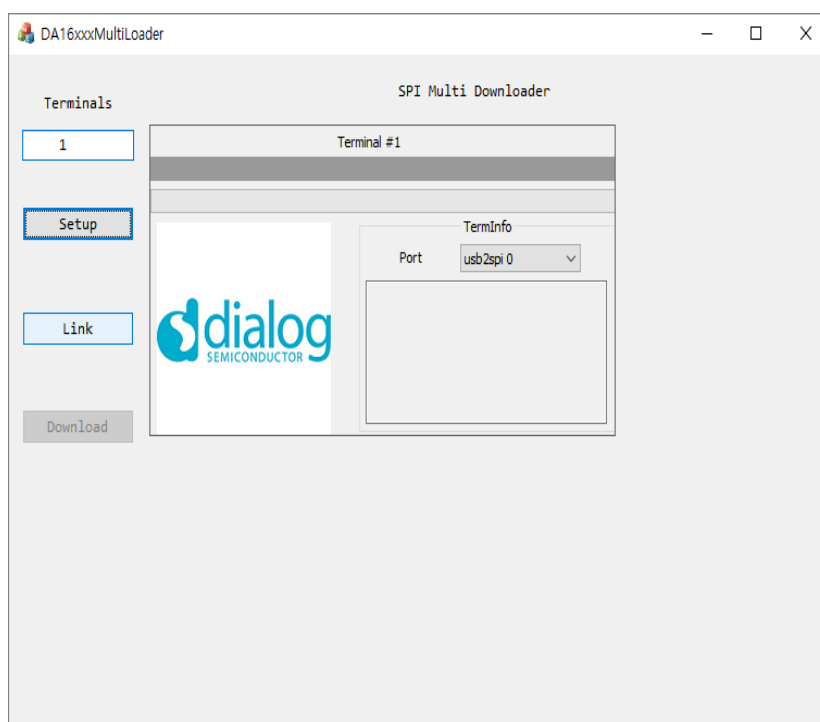 DA16xxxMultiLoader
SPI Multi Downloader
Terminals
1
Terminal #1
Setup
TermInfo
Port
usb2spi 0
Link
dialog
SEMICONDUCTOR
Download